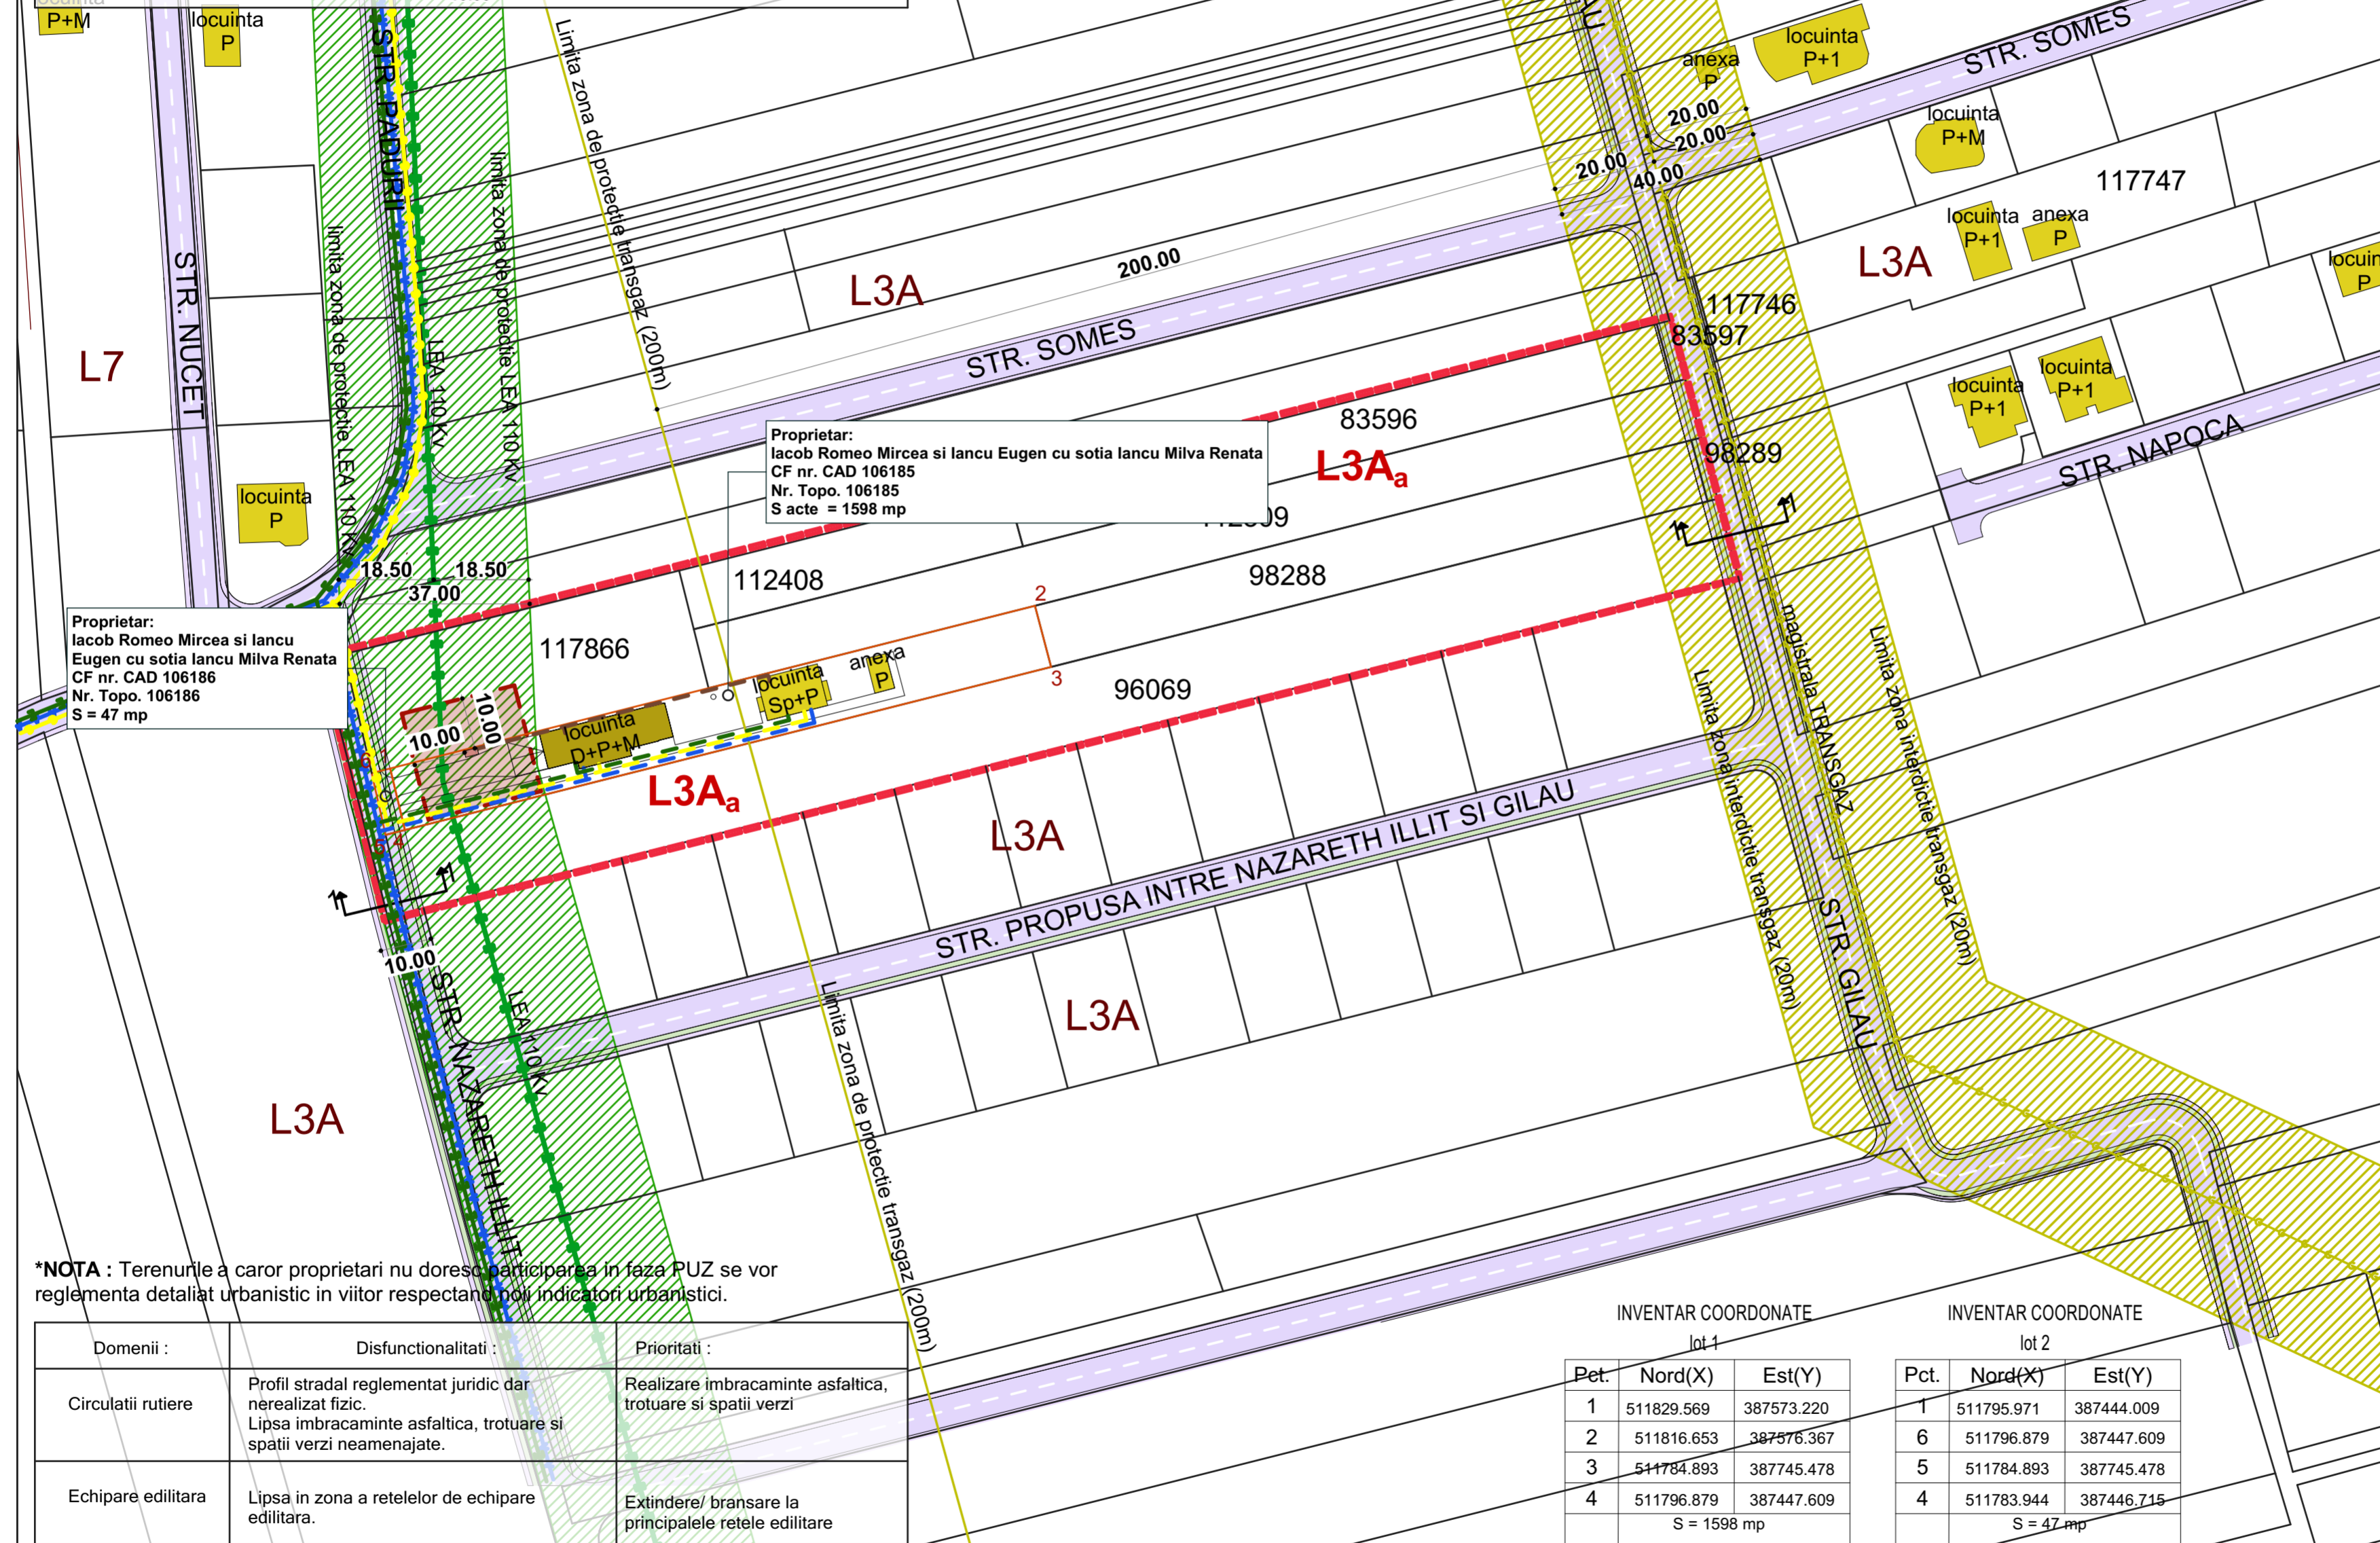 P+M
locuinta
P
STR. PADURII
Limita zona de protectie transgaz (200m)
limita zona de protectie LEA 110 Kv
limita zona de protectie LEA 110 Kv
LEA 110 Kv
STR. NUCET
L7
locuinta
P
anexa
P
locuinta
P+1
STR. SOMES
locuinta
P+M
20.00
20.00
20.00
40.00
117747
locuinta
P+1
anexa
P
L3A
L3A
200.00
STR. SOMES
117746
83597
P
locuinta
P+1
locuinta
P+1
STR. NAPOCA
83596
L3Aa
98289
Proprietar:
Iacob Romeo Mircea si Iancu Eugen cu sotia Iancu Milva Renata
CF nr. CAD 106185
Nr. Topo. 106185
S acte = 1598 mp
18.50
18.50
37.00
112408
98288
117866
2
3
96069
Proprietar:
Iacob Romeo Mircea si Iancu
Eugen cu sotia Iancu Milva Renata
CF nr. CAD 106186
Nr. Topo. 106186
S = 47 mp
10.00
10.00
locuinta
D+P+M
locuinta
Sp+P
anexa
P
6
4
L3Aa
L3A
1
1
1
1
magistrala TRANSGAZ
Limita zona interdictie transgaz (20m)
Limita zona interdictie transgaz (20m)
STR. GILAU
STR. PROPUSA INTRE NAZARETH ILLIT SI GILAU
10.00
STR. NAZARETH ILLIT
LEA 110 Kv
Limita zona de protectie transgaz (200m)
L3A
L3A
*NOTA : Terenurile a caror proprietari nu doresc participarea in faza PUZ se vor
reglementa detaliat urbanistic in viitor respectand noii indicatori urbanistici.
Domenii : Disfunctionalitati : Prioritati :
Circulatii rutiere
Profil stradal reglementat juridic dar
nerealizat fizic.
Lipsa imbracaminte asfaltica, trotuare si
spatii verzi neamenajate.
Realizare imbracaminte asfaltica,
trotuare si spatii verzi
Echipare edilitara
Lipsa in zona a retelelor de echipare
edilitara.
Extindere/ bransare la
principalele retele edilitare
INVENTAR COORDONATE
lot 1
Pct. Nord(X) Est(Y)
1 511829.569 387573.220
2 511816.653 387576.367
3 511784.893 387745.478
4 511796.879 387447.609
S = 1598 mp
INVENTAR COORDONATE
lot 2
Pct. Nord(X) Est(Y)
1 511795.971 387444.009
6 511796.879 387447.609
5 511784.893 387745.478
4 511783.944 387446.715
S = 47 mp